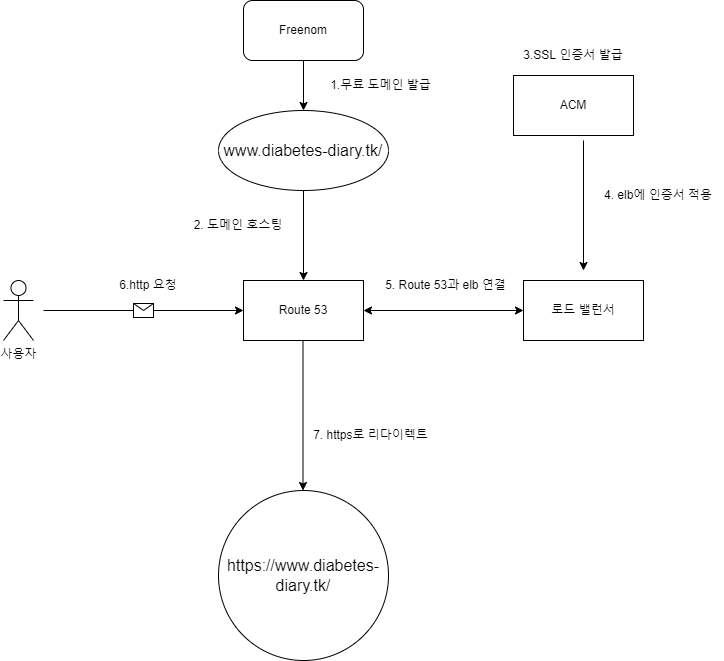 Freenom
3.SSL 인증서 발급
1.무료 도메인 발급
ACM
www.diabetes-diary.tk/
4. elb에 인증서 적용
2. 도메인 호스팅
6.http 요청
5. Route 53과 elb 연결
Route 53
로드 밸런서
사용자
7. https로 리다이렉트
https://www.diabetes-
diary.tk/